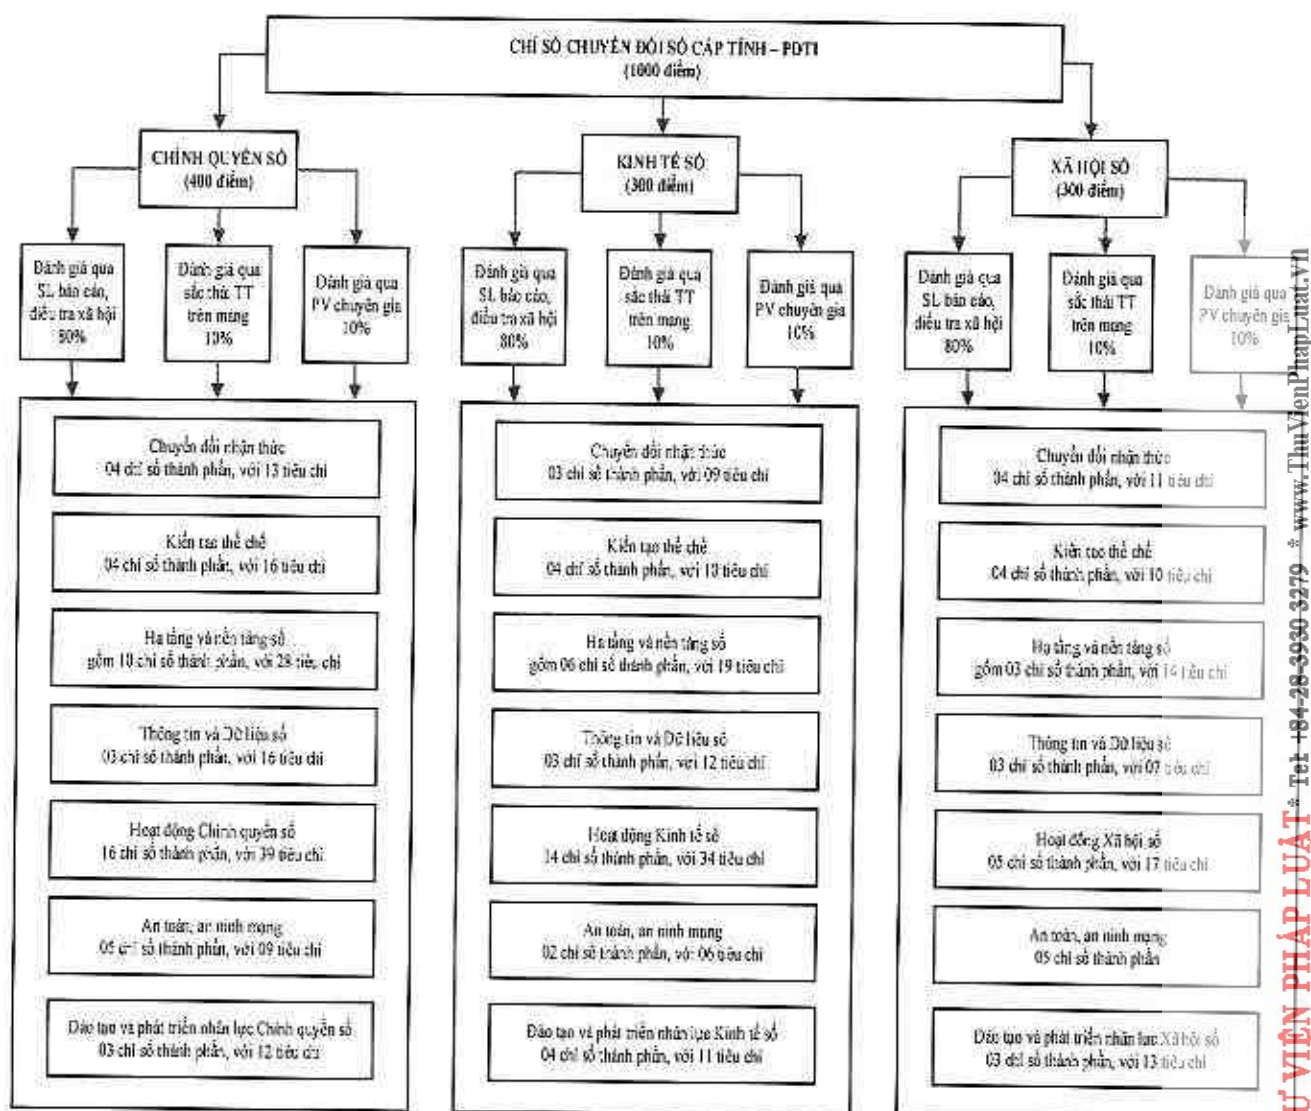 CHỈ SỐ CHUYỂN ĐỔI SỐ CẤP TỈNH – PDTI
(1000 điểm)
CHÍNH QUYỀN SỐ
(400 điểm)
Đánh giá qua
SL báo cáo,
điều tra xã hội
80%
Đánh giá qua
sắc thái TT
trên mạng
10%
Đánh giá qua
PV chuyên gia
10%
Chuyển đổi nhận thức
04 chỉ số thành phần, với 13 tiêu chí
Kiến tạo thể chế
04 chỉ số thành phần, với 16 tiêu chí
Hạ tầng và nền tảng số
gồm 10 chỉ số thành phần, với 28 tiêu chí
Thông tin và Dữ liệu số
03 chỉ số thành phần, với 16 tiêu chí
Hoạt động Chính quyền số
16 chỉ số thành phần, với 39 tiêu chí
An toàn, an ninh mạng
05 chỉ số thành phần, với 09 tiêu chí
Đào tạo và phát triển nhân lực Chính quyền số
03 chỉ số thành phần, với 12 tiêu chí
KINH TẾ SỐ
(300 điểm)
Đánh giá qua
SL báo cáo,
điều tra xã hội
80%
Đánh giá qua
sắc thái TT
trên mạng
10%
Đánh giá qua
PV chuyên gia
10%
Chuyển đổi nhận thức
03 chỉ số thành phần, với 09 tiêu chí
Kiến tạo thể chế
04 chỉ số thành phần, với 10 tiêu chí
Hạ tầng và nền tảng số
gồm 06 chỉ số thành phần, với 19 tiêu chí
Thông tin và Dữ liệu số
03 chỉ số thành phần, với 12 tiêu chí
Hoạt động Kinh tế số
14 chỉ số thành phần, với 34 tiêu chí
An toàn, an ninh mạng
02 chỉ số thành phần, với 06 tiêu chí
Đào tạo và phát triển nhân lực Kinh tế số
04 chỉ số thành phần, với 11 tiêu chí
XÃ HỘI SỐ
(300 điểm)
Đánh giá qua
SL báo cáo,
điều tra xã hội
80%
Đánh giá qua
sắc thái TT
trên mạng
10%
Đánh giá qua
PV chuyên gia
10%
Chuyển đổi nhận thức
04 chỉ số thành phần, với 11 tiêu chí
Kiến tạo thể chế
04 chỉ số thành phần, với 10 tiêu chí
Hạ tầng và nền tảng số
gồm 03 chỉ số thành phần, với 14 tiêu chí
Thông tin và Dữ liệu số
03 chỉ số thành phần, với 07 tiêu chí
Hoạt động Xã hội số
05 chỉ số thành phần, với 17 tiêu chí
An toàn, an ninh mạng
05 chỉ số thành phần
Đào tạo và phát triển nhân lực Xã hội số
03 chỉ số thành phần, với 13 tiêu chí
VIỆN PHÁP LUẬT * Tel: +84-28-3930 3279 * www.ThuVienPhapLuat.vn